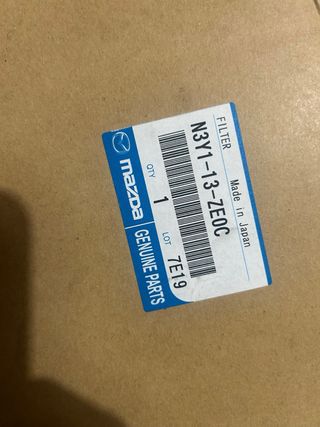 FILTER
Made in Japan
N3Y1-13-ZE0C
QTY
1
LOT
7E19
mazda GENUINE PARTS